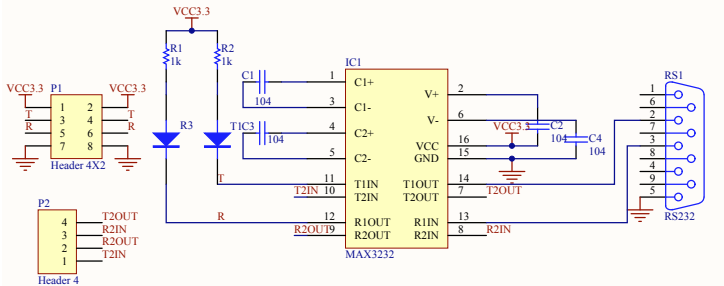 VCC3.3
R1
1k
R2
1k
IC1
C1
104
1 C1+
3 C1-
C3
104
4 C2+
5 C2-
T 11 T1IN
T2IN 10 T2IN
R 12 R1OUT
R2OUT 9 R2OUT
V+ 2
V- 6
VCC 16
GND 15
T1OUT 14
T2OUT 7 T2OUT
R1IN 13
R2IN 8 R2IN
MAX3232
VCC3.3
C2
104
C4
104
RS1
1
6
2
7
3
8
4
9
5
RS232
R3
T1
P1
VCC3.3 1 2 VCC3.3
T 3 4 T
R 5 6 R
7 8
Header 4X2
P2
4 T2OUT
3 R2IN
2 R2OUT
1 T2IN
Header 4